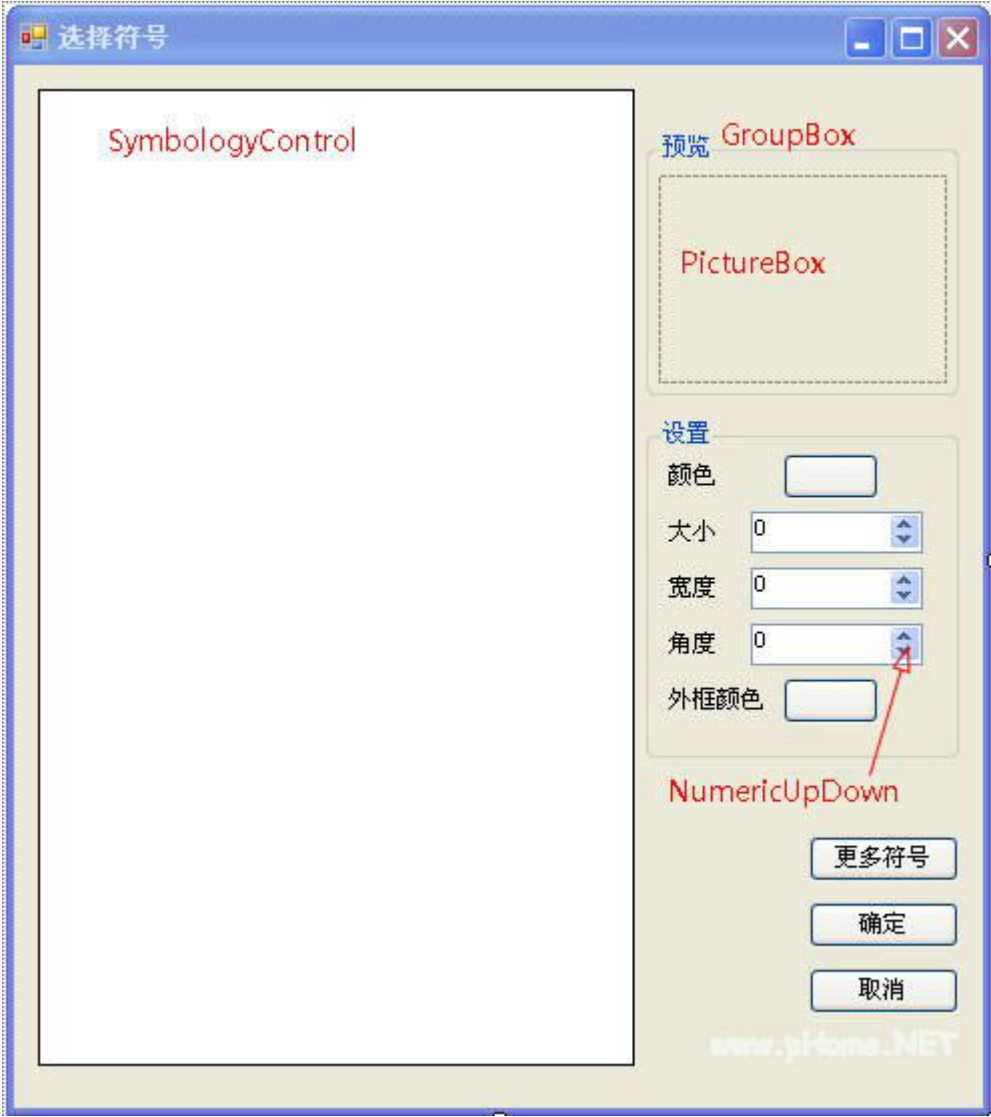 选择符号
SymbologyControl
预览 GroupBox
PictureBox
设置
颜色
大小 0
宽度 0
角度 0
外框颜色
NumericUpDown
更多符号
确定
取消